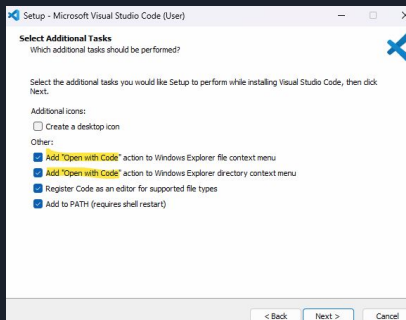 Setup - Microsoft Visual Studio Code (User)
Select Additional Tasks
Which additional tasks should be performed?
Select the additional tasks you would like Setup to perform while installing Visual Studio Code, then click
Next.
Additional icons:
Create a desktop icon
Other:
Add "Open with Code" action to Windows Explorer file context menu
Add "Open with Code" action to Windows Explorer directory context menu
Register Code as an editor for supported file types
Add to PATH (requires shell restart)
< Back Next > Cancel